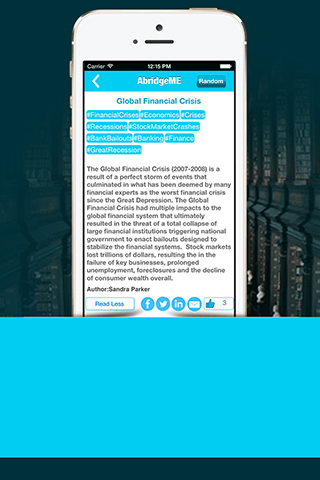 Carrier 12:15 PM
AbridgeME Random
Global Financial Crisis
#FinancialCrises #Economics #Crises
#Recessions #StockMarketCrashes
#BankBailouts #Banking #Finance
#GreatRecession
The Global Financial Crisis (2007-2008) is a
result of a perfect storm of events that
culminated in what has been deemed by many
financial experts as the worst financial crisis
since the Great Depression. The Global
Financial Crisis had multiple impacts to the
global financial system that ultimately
resulted in the threat of a total collapse of
large financial institutions triggering national
government to enact bailouts designed to
stabilize the financial systems. Stock markets
lost trillions of dollars, resulting the in the
failure of key businesses, prolonged
unemployment, foreclosures and the decline
of consumer wealth overall.
Author:Sandra Parker
Read Less f in 3